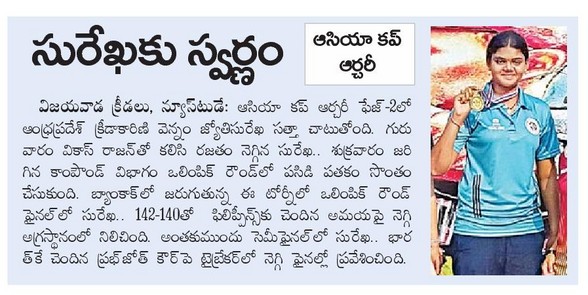 సురేఖకు స్వర్ణం
ఆసియా కప్
ఆర్చరీ
విజయవాడ క్రీడలు, న్యూస్‌టుడే: ఆసియా కప్ ఆర్చరీ ఫేజ్-2లో
ఆంధ్రప్రదేశ్ క్రీడాకారిణి వెన్నం జ్యోతిసురేఖ సత్తా చాటుతోంది. గురు
వారం వికాస్ రాజన్‌తో కలిసి రజతం నెగ్గిన సురేఖ.. శుక్రవారం జరి
గిన కాంపౌండ్ విభాగం ఒలింపిక్ రౌండ్‌లో పసిడి పతకం సొంతం
చేసుకుంది. బ్యాంకాక్‌లో జరుగుతున్న ఈ టోర్నీలో ఒలింపిక్ రౌండ్
ఫైనల్‌లో సురేఖ.. 142-140తో ఫిలిప్పీన్స్‌కు చెందిన అమయపై నెగ్గి
అగ్రస్థానంలో నిలిచింది. అంతకుముందు సెమీఫైనల్‌లో సురేఖ.. భార
త్‌కే చెందిన ప్రభ్‌జోత్ కౌర్‌పై టైబ్రేకర్‌లో నెగ్గి ఫైనల్లో ప్రవేశించింది.